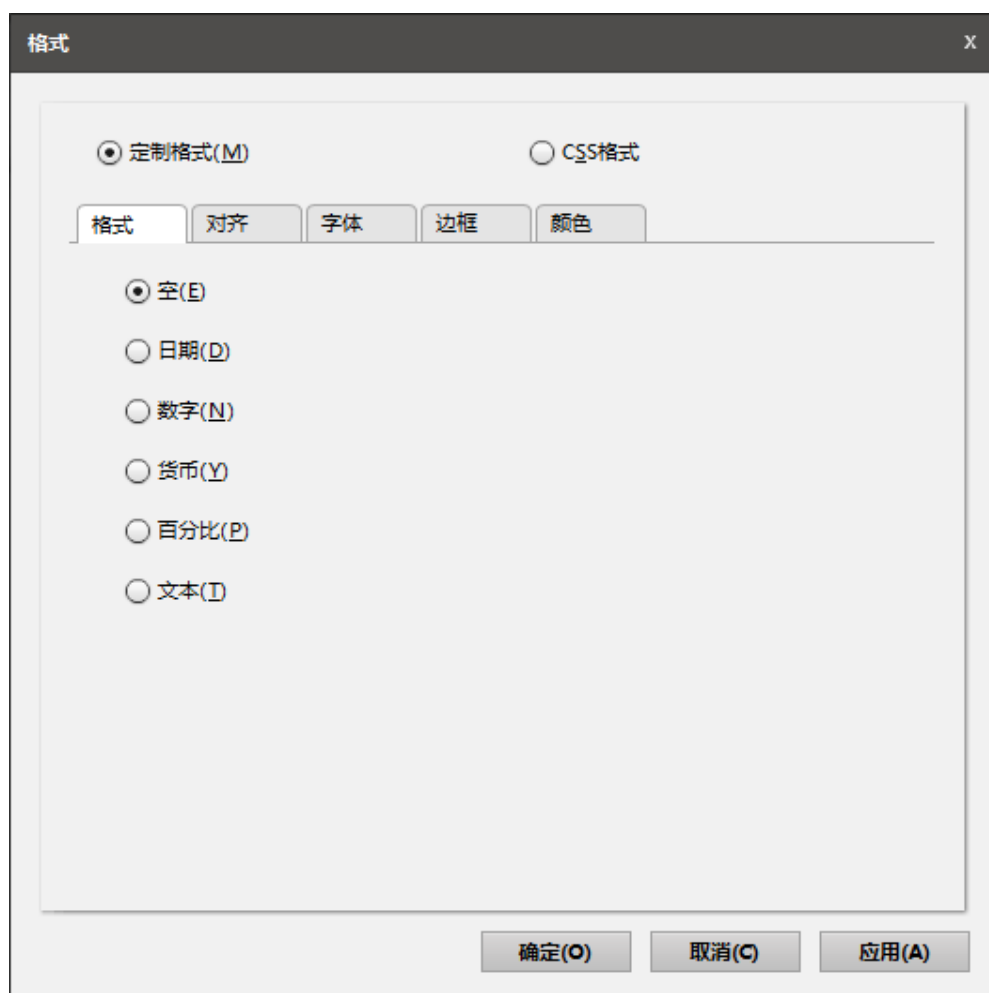 格式 x
定制格式(M) CSS格式
格式 对齐 字体 边框 颜色
空(E)
日期(D)
数字(N)
货币(Y)
百分比(P)
文本(T)
确定(O) 取消(C) 应用(A)